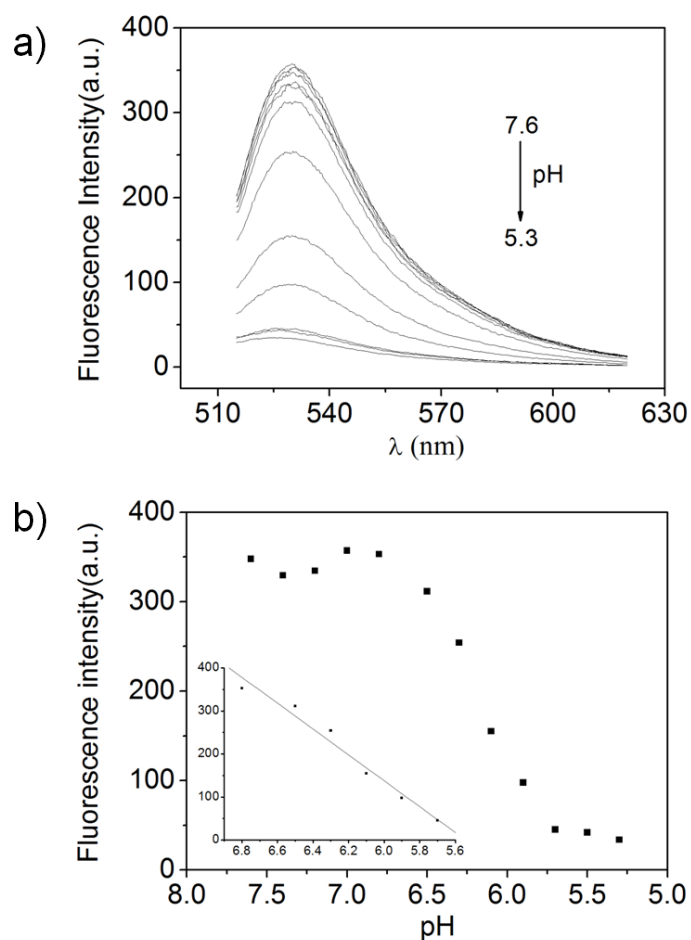 a)
Fluorescence Intensity(a.u.)
400
300
200
100
0
7.6
pH
5.3
510 540 570 600 630
λ (nm)
b)
Fluorescence intensity(a.u.)
400
300
200
100
0
400
300
200
100
0
6.8 6.6 6.4 6.2 6.0 5.8 5.6
8.0 7.5 7.0 6.5 6.0 5.5 5.0
pH